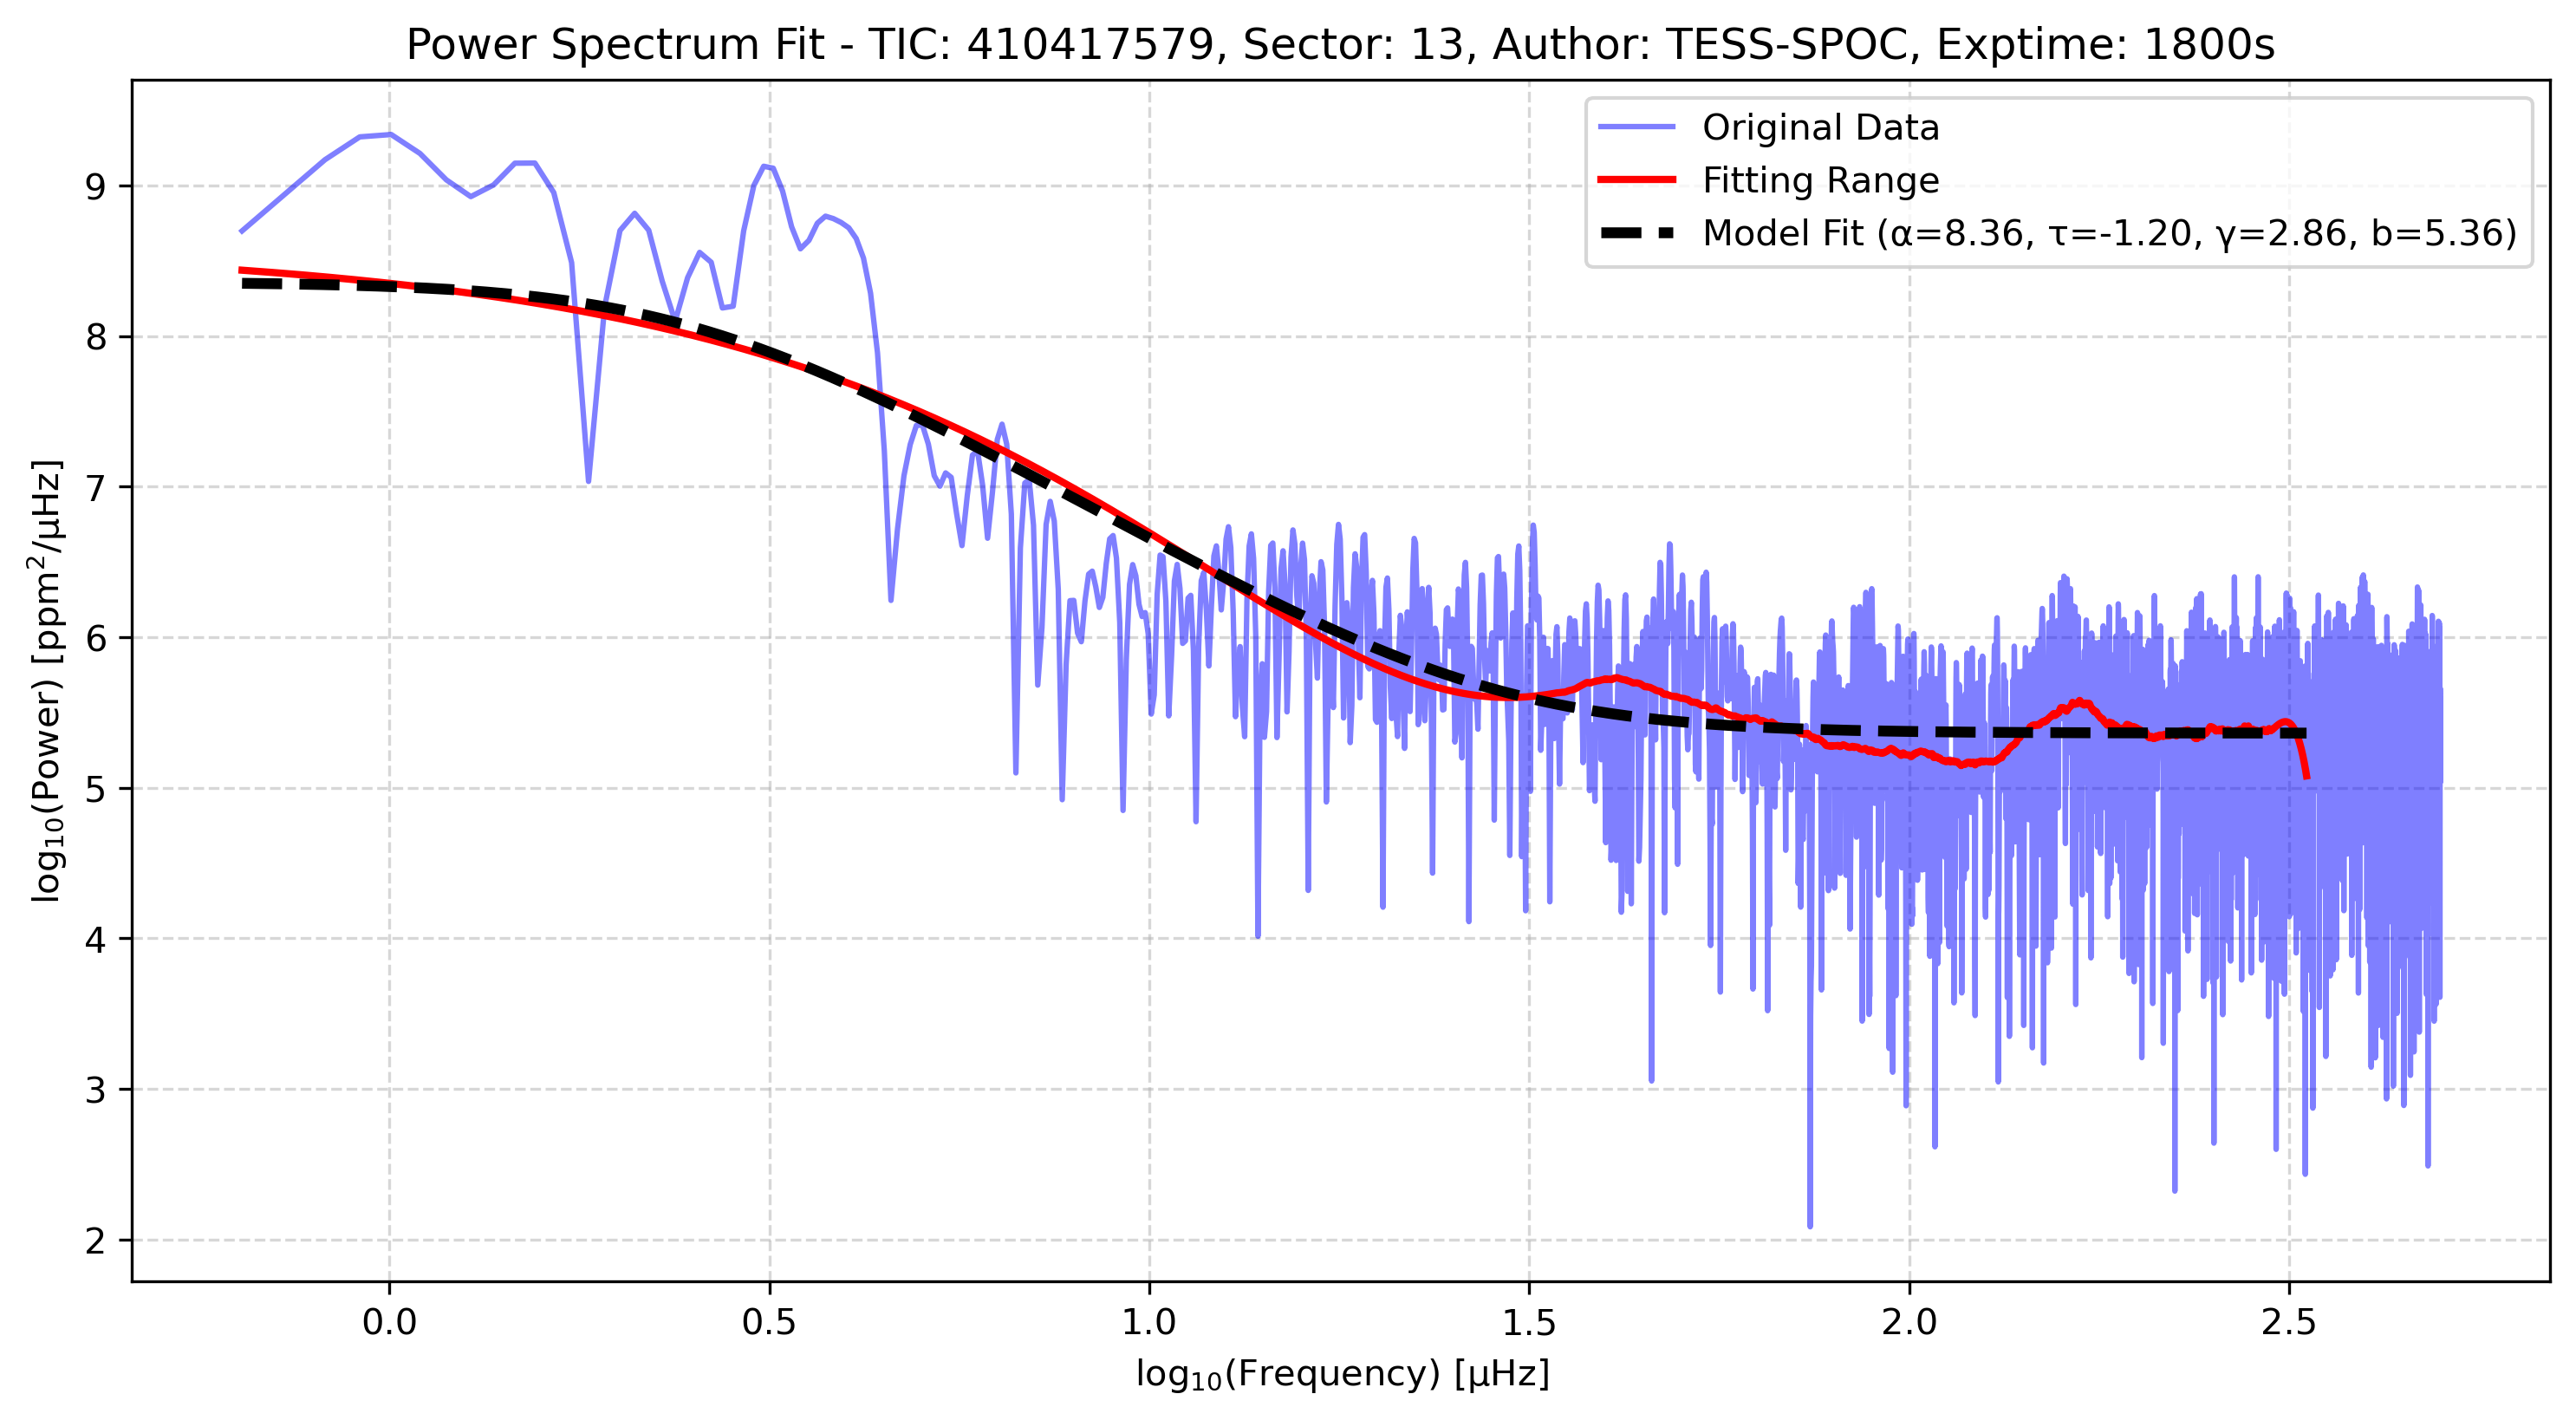 Power Spectrum Fit - TIC: 410417579, Sector: 13, Author: TESS-SPOC, Exptime: 1800s
Original Data
Fitting Range
Model Fit (α=8.36, τ=-1.20, γ=2.86, b=5.36)
log₁₀(Power) [ppm²/μHz]
9
8
7
6
5
4
3
2
0.0 0.5 1.0 1.5 2.0 2.5
log₁₀(Frequency) [μHz]